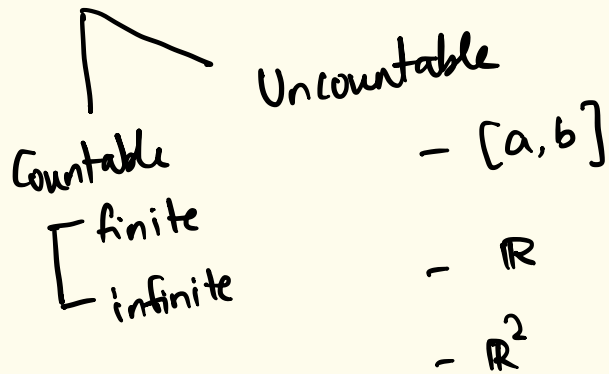 Uncountable
Countable
- [a, b]
finite
- ℝ
infinite
- ℝ²